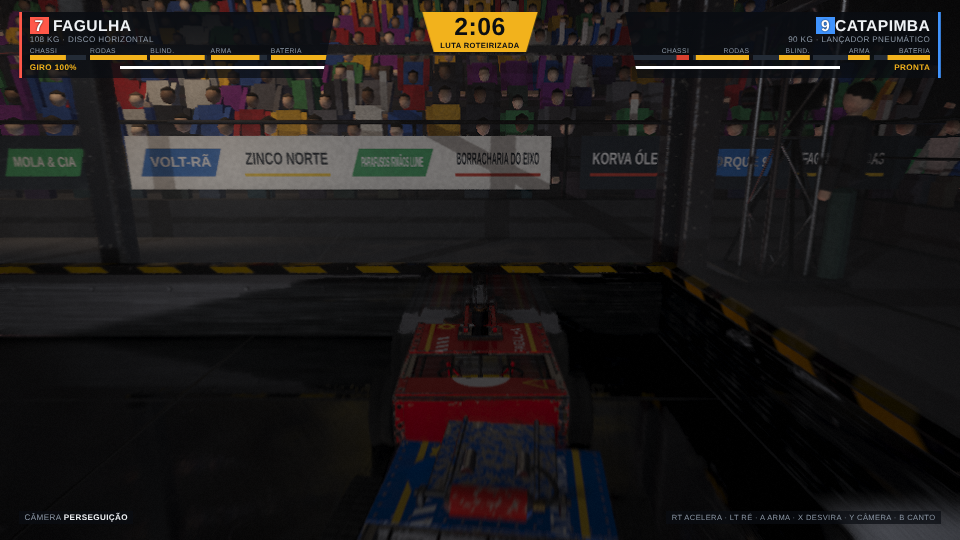 7 FAGULHA
108 KG · DISCO HORIZONTAL
CHASSI RODAS BLIND. ARMA BATERIA
GIRO 100%
2:06
LUTA ROTEIRIZADA
9 CATAPIMBA
90 KG · LANÇADOR PNEUMÁTICO
CHASSI RODAS BLIND. ARMA BATERIA
PRONTA
MOLA & CIA
VOLT-RÃ
ZINCO NORTE
BORRACHARIA DO EIXO
KORVA ÓLE
CÂMERA PERSEGUIÇÃO
RT ACELERA · LT RÉ · A ARMA · X DESVIRA · Y CÂMERA · B CANTO